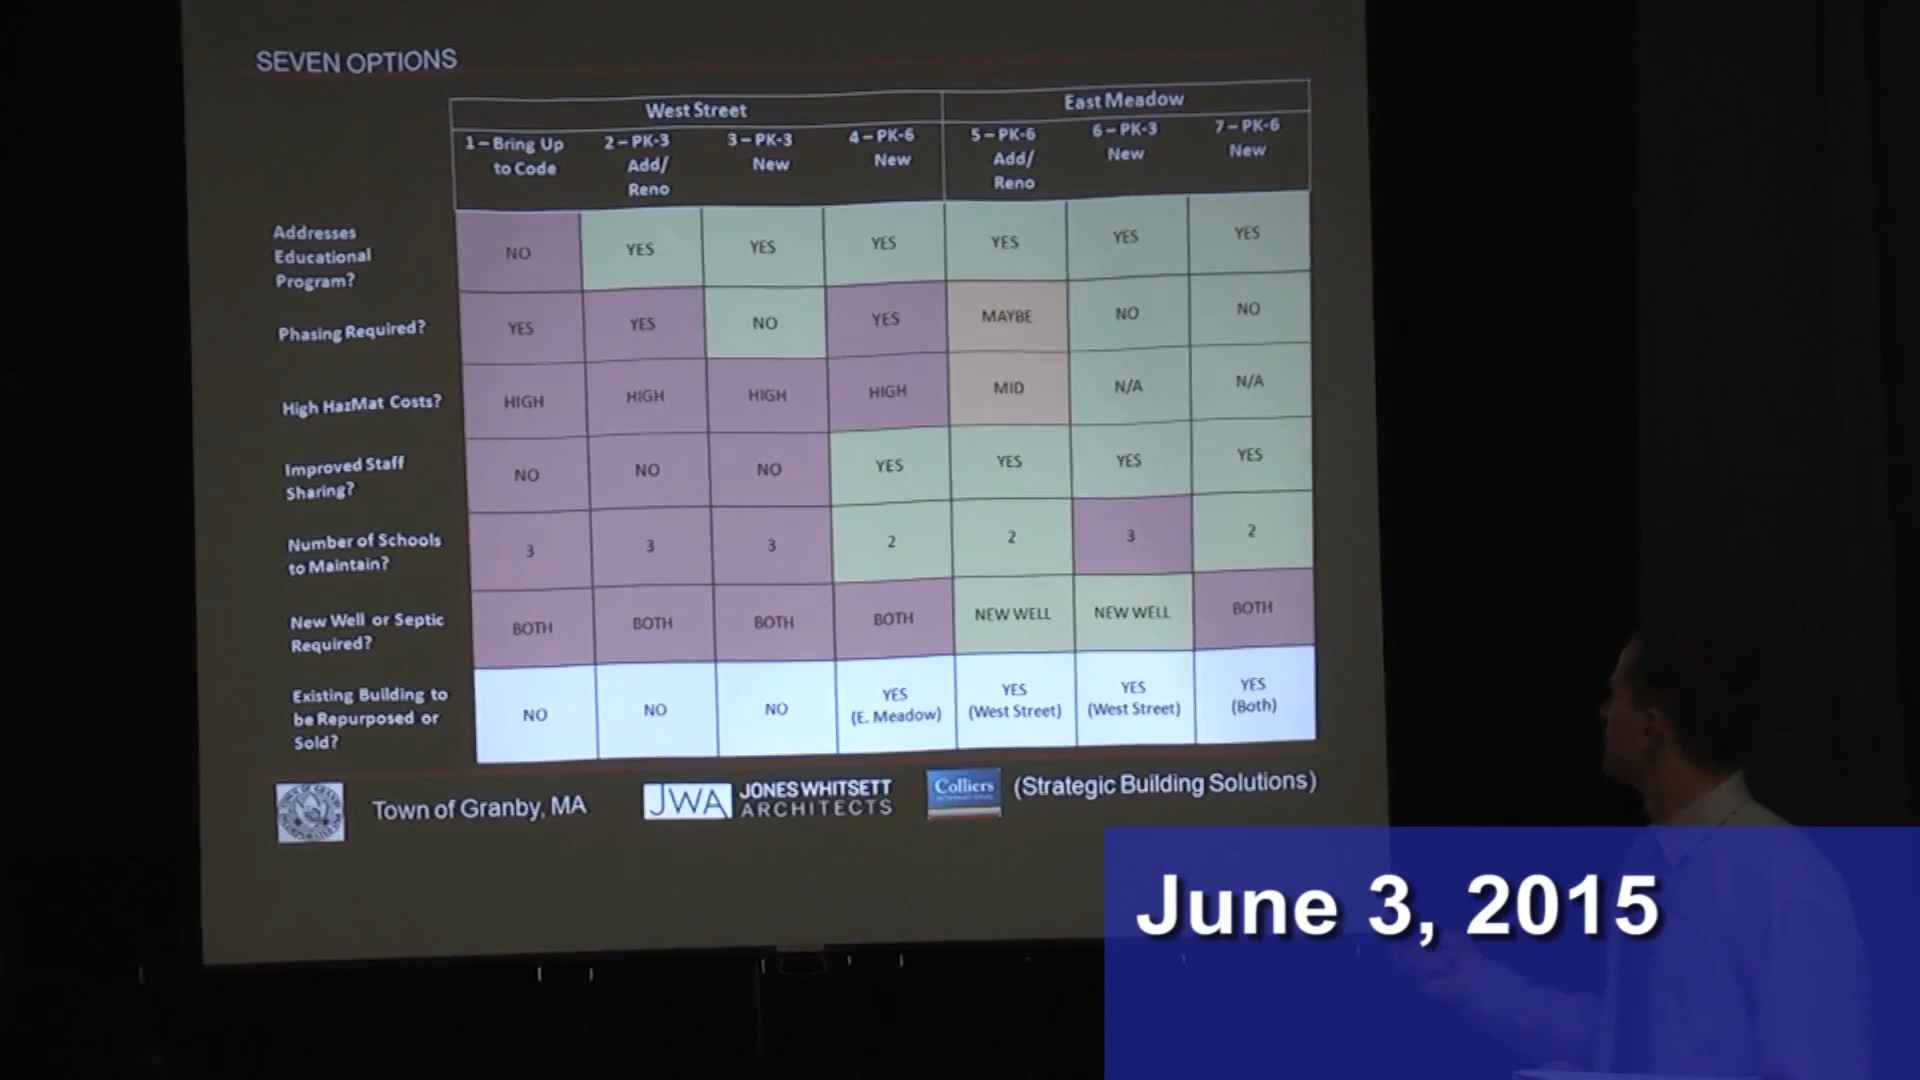 SEVEN OPTIONS
West Street East Meadow
1 – Bring Up to Code
2 – PK-3 Add/ Reno
3 – PK-3 New
4 – PK-6 New
5 – PK-6 Add/ Reno
6 – PK-3 New
7 – PK-6 New
Addresses Educational Program? NO YES YES YES YES YES YES
Phasing Required? YES YES NO YES MAYBE NO NO
High HazMat Costs? HIGH HIGH HIGH HIGH MID N/A N/A
Improved Staff Sharing? NO NO NO YES YES YES YES
Number of Schools to Maintain? 3 3 3 2 2 3 2
New Well or Septic Required? BOTH BOTH BOTH BOTH NEW WELL NEW WELL BOTH
Existing Building to be Repurposed or Sold? NO NO NO YES (E. Meadow) YES (West Street) YES (West Street) YES (Both)
Town of Granby, MA
JWA JONES WHITSETT ARCHITECTS
Colliers INTERNATIONAL
(Strategic Building Solutions)
June 3, 2015